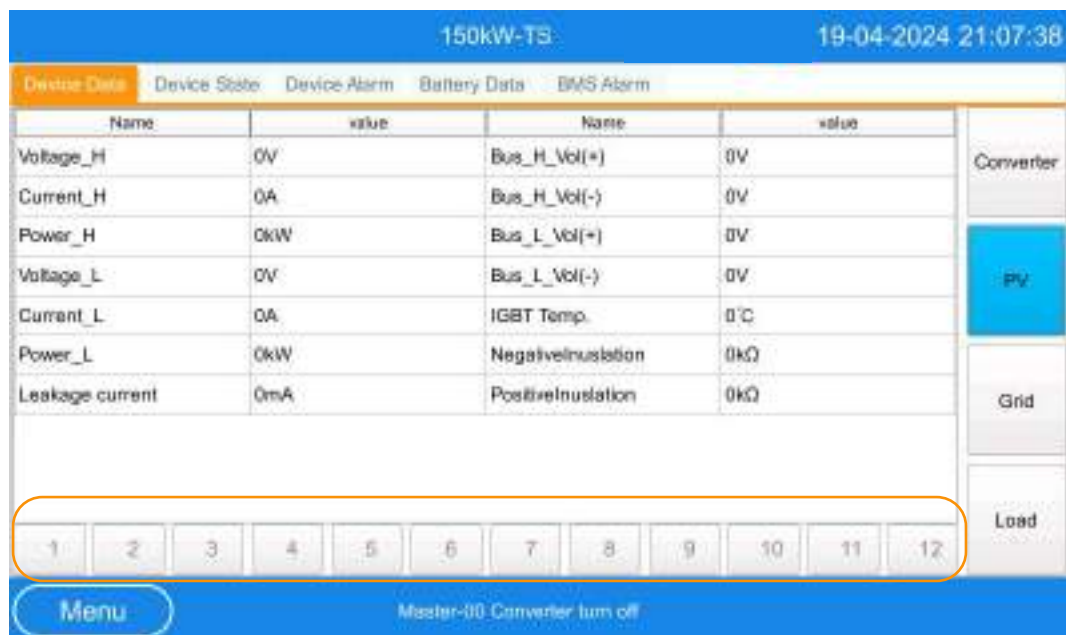 150kW-TS 19-04-2024 21:07:38
Device Data Device State Device Alarm Battery Data BMS Alarm
Name value Name value
Voltage_H 0V Bus_H_Vol(+) 0V
Converter
Current_H 0A Bus_H_Vol(-) 0V
Power_H 0kW Bus_L_Vol(+) 0V
Voltage_L 0V Bus_L_Vol(-) 0V
PV
Current_L 0A IGBT Temp. 0℃
Power_L 0kW NegativeInuslation 0kΩ
Leakage current 0mA PositiveInuslation 0kΩ
Grid
Load
1 2 3 4 5 6 7 8 9 10 11 12
Menu Master-00 Converter turn off